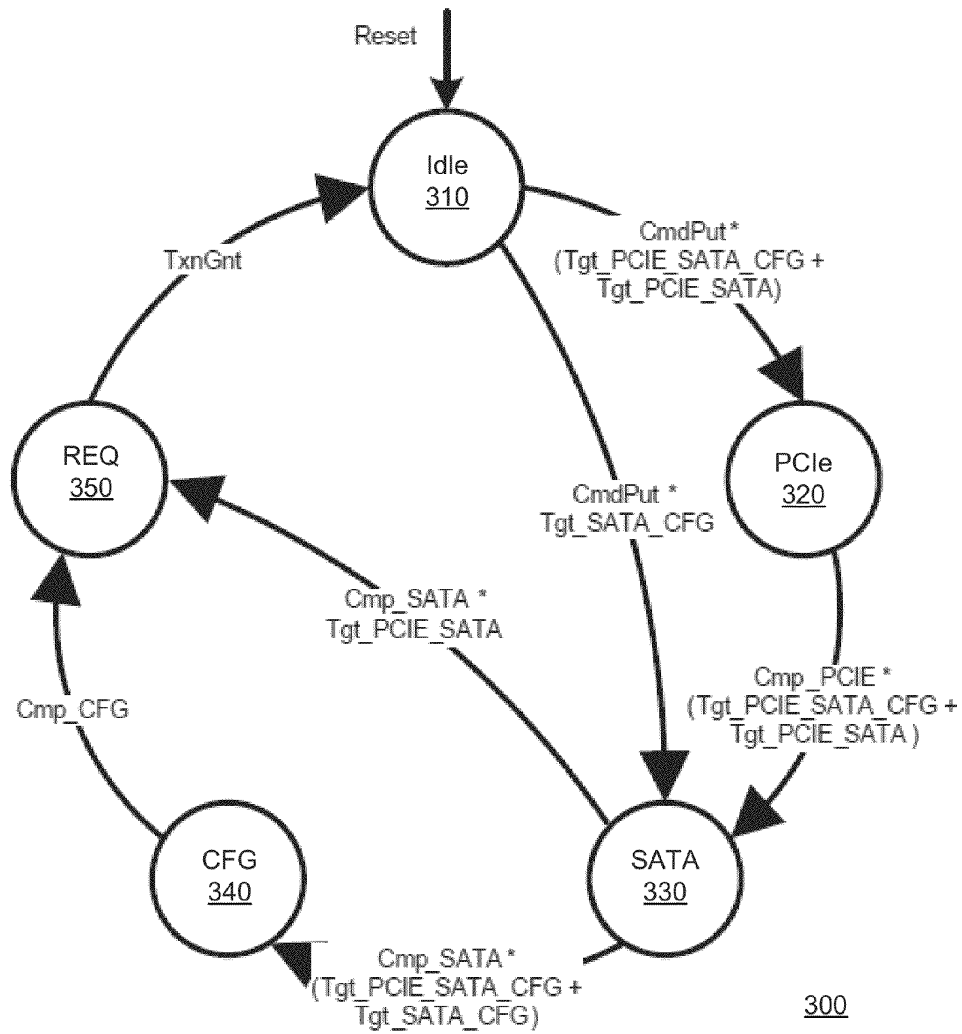 Reset
Idle
310
CmdPut *
(Tgt_PCIE_SATA_CFG +
Tgt_PCIE_SATA)
TxnGnt
REQ
350
PCIe
320
CmdPut *
Tgt_SATA_CFG
Cmp_SATA *
Tgt_PCIE_SATA
Cmp_PCIE *
(Tgt_PCIE_SATA_CFG +
Tgt_PCIE_SATA )
Cmp_CFG
CFG
340
SATA
330
Cmp_SATA *
(Tgt_PCIE_SATA_CFG +
Tgt_SATA_CFG)
300